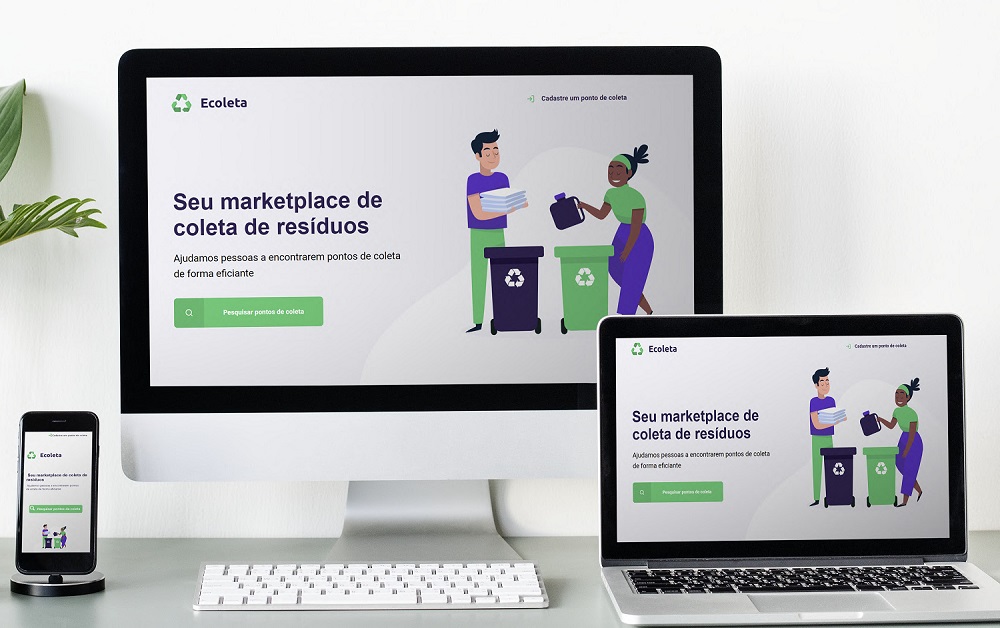 Ecoleta
Cadastre um ponto de coleta
Seu marketplace de
coleta de resíduos
Ajudamos pessoas a encontrarem pontos de coleta
de forma eficiante
Pesquisar pontos de coleta
Cadastre um ponto de coleta
Ecoleta
Seu marketplace de coleta de
resíduos
Pesquisar pontos de coleta
Ecoleta
Cadastre um ponto de coleta
Seu marketplace de
coleta de resíduos
Ajudamos pessoas a encontrarem pontos de coleta
de forma eficiante
Pesquisar pontos de coleta